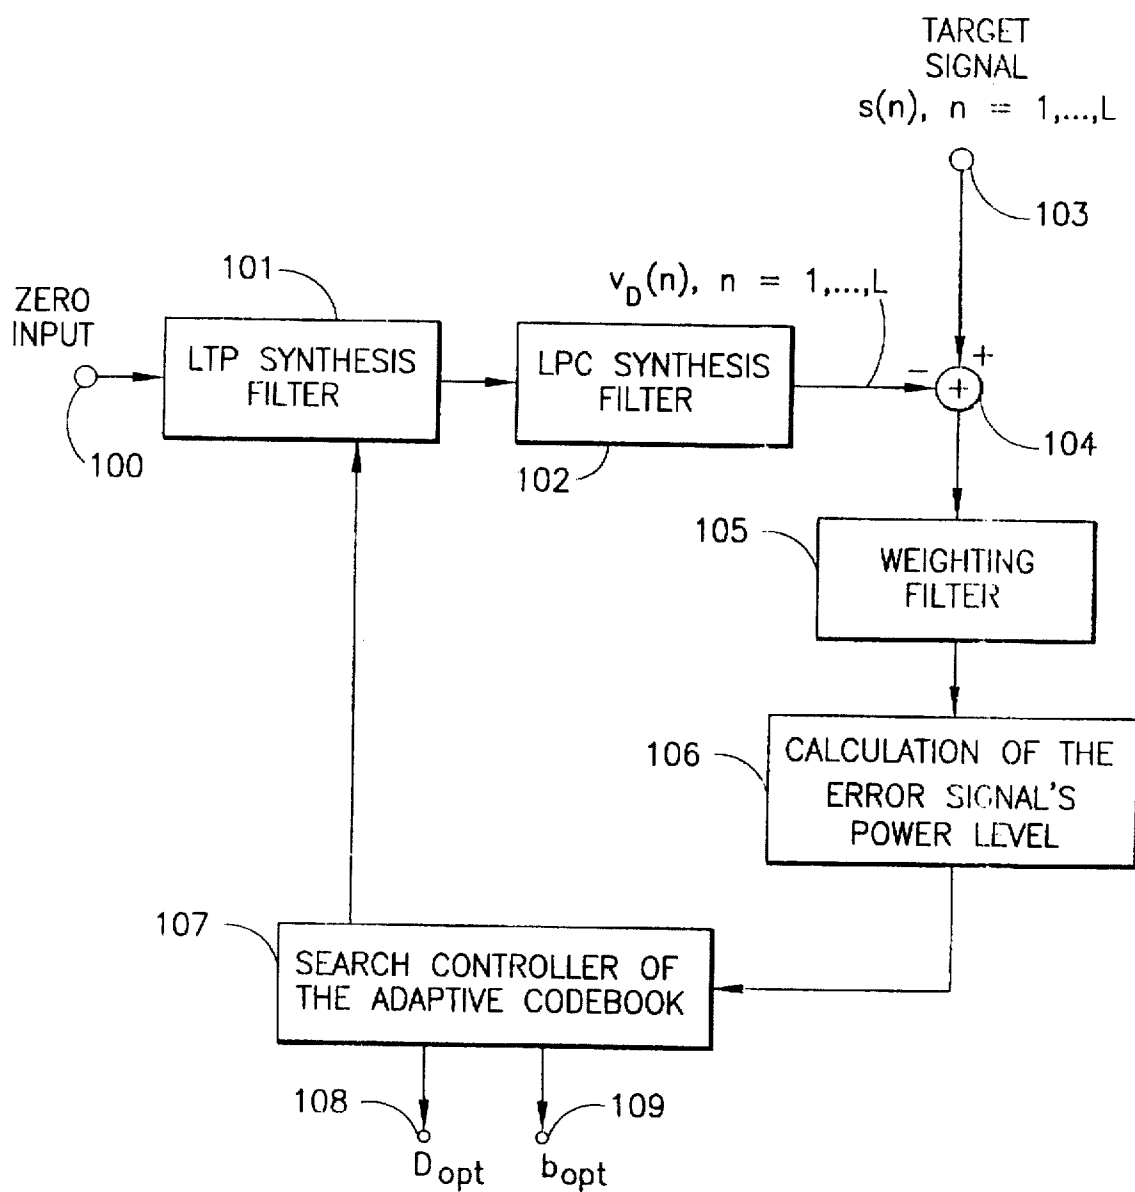 TARGET
SIGNAL
s(n), n = 1,...,L
103
101
v_D(n), n = 1,...,L
ZERO
INPUT
LTP SYNTHESIS
FILTER
LPC SYNTHESIS
FILTER
− +
+
100
102
104
105
WEIGHTING
FILTER
106
CALCULATION OF THE
ERROR SIGNAL'S
POWER LEVEL
107
SEARCH CONTROLLER OF
THE ADAPTIVE CODEBOOK
108
109
D_opt
b_opt